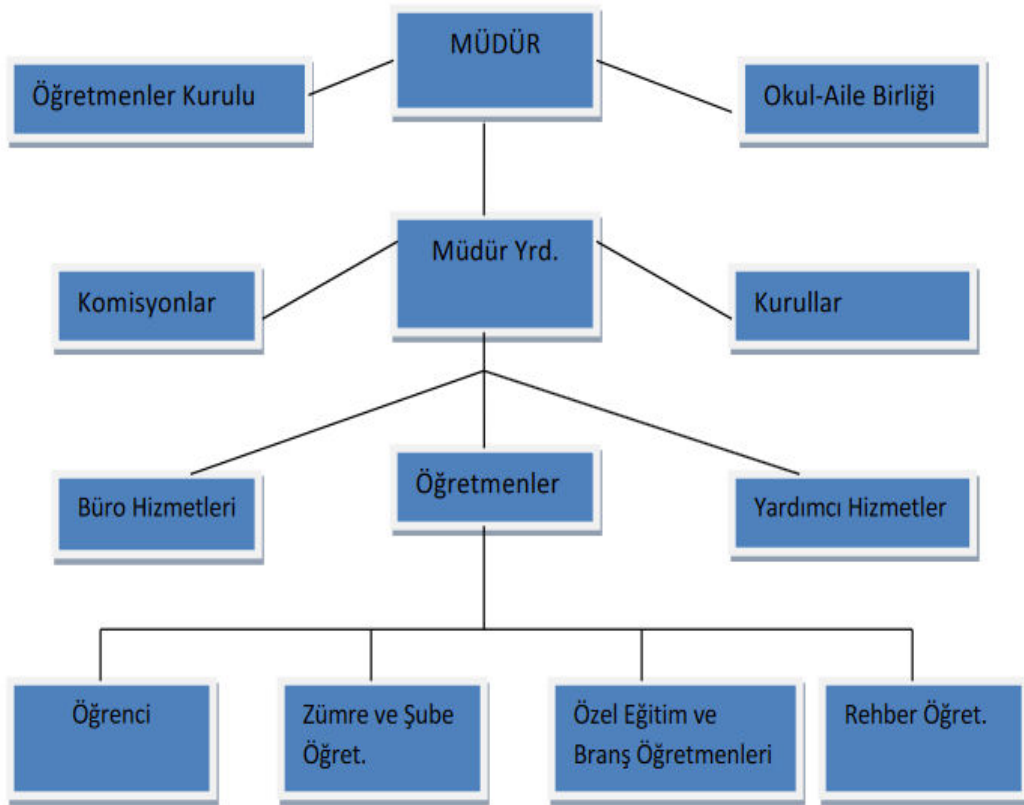 MÜDÜR
Öğretmenler Kurulu
Okul-Aile Birliği
Müdür Yrd.
Komisyonlar
Kurullar
Büro Hizmetleri
Öğretmenler
Yardımcı Hizmetler
Öğrenci
Zümre ve Şube
Öğret.
Özel Eğitim ve
Branş Öğretmenleri
Rehber Öğret.